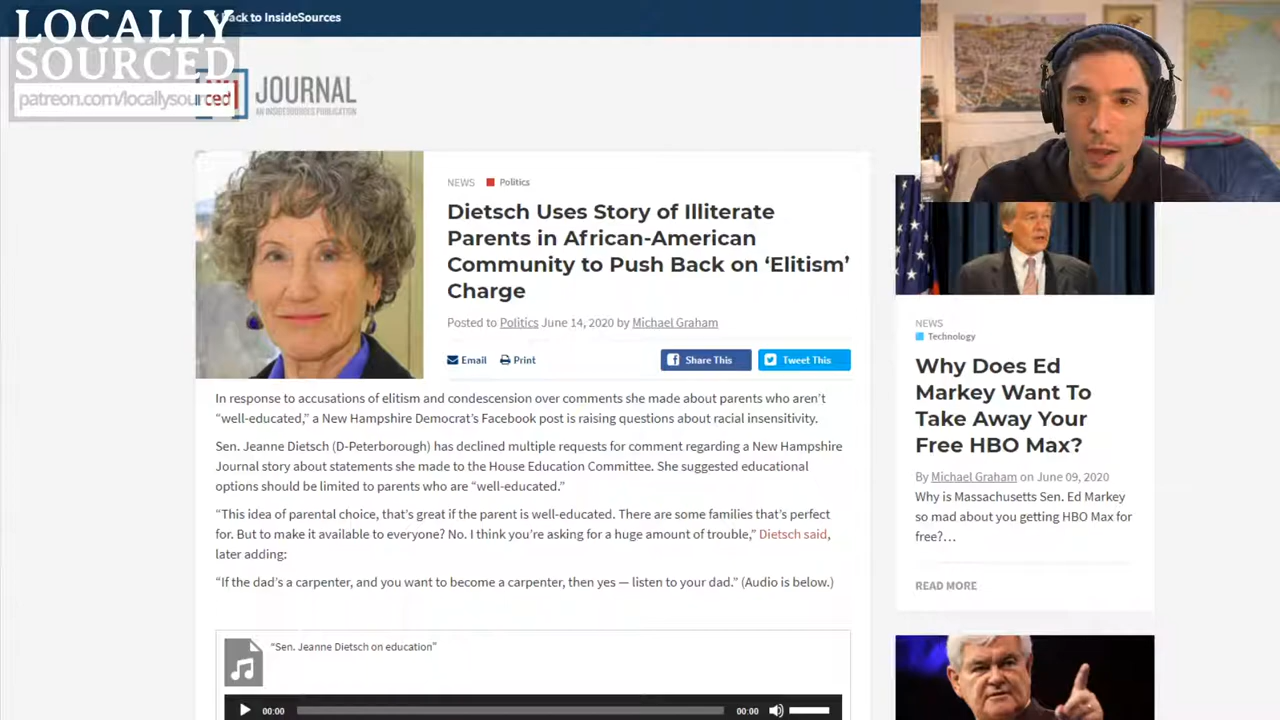 LOCALLY
SOURCED
patreon.com/locallysourced
Back to InsideSources
JOURNAL
AN INSIDESOURCES PUBLICATION
NEWS Politics
Dietsch Uses Story of Illiterate
Parents in African-American
Community to Push Back on ‘Elitism’
Charge
Posted to Politics June 14, 2020 by Michael Graham
Email Print Share This Tweet This
In response to accusations of elitism and condescension over comments she made about parents who aren’t
“well-educated,” a New Hampshire Democrat’s Facebook post is raising questions about racial insensitivity.
Sen. Jeanne Dietsch (D-Peterborough) has declined multiple requests for comment regarding a New Hampshire
Journal story about statements she made to the House Education Committee. She suggested educational
options should be limited to parents who are “well-educated.”
“This idea of parental choice, that’s great if the parent is well-educated. There are some families that’s perfect
for. But to make it available to everyone? No. I think you’re asking for a huge amount of trouble,” Dietsch said,
later adding:
“If the dad’s a carpenter, and you want to become a carpenter, then yes — listen to your dad.” (Audio is below.)
“Sen. Jeanne Dietsch on education”
00:00 00:00
NEWS
Technology
Why Does Ed
Markey Want To
Take Away Your
Free HBO Max?
By Michael Graham on June 09, 2020
Why is Massachusetts Sen. Ed Markey
so mad about you getting HBO Max for
free?…
READ MORE